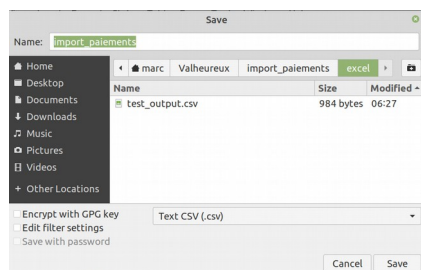 Save
Name: import_paiements
Home
Desktop
Documents
Downloads
Music
Pictures
Videos
+ Other Locations
marc Valheureux import_paiements excel
Name Size Modified
test_output.csv 984 bytes 06:27
Encrypt with GPG key
Edit filter settings
Save with password
Text CSV (.csv)
Cancel Save